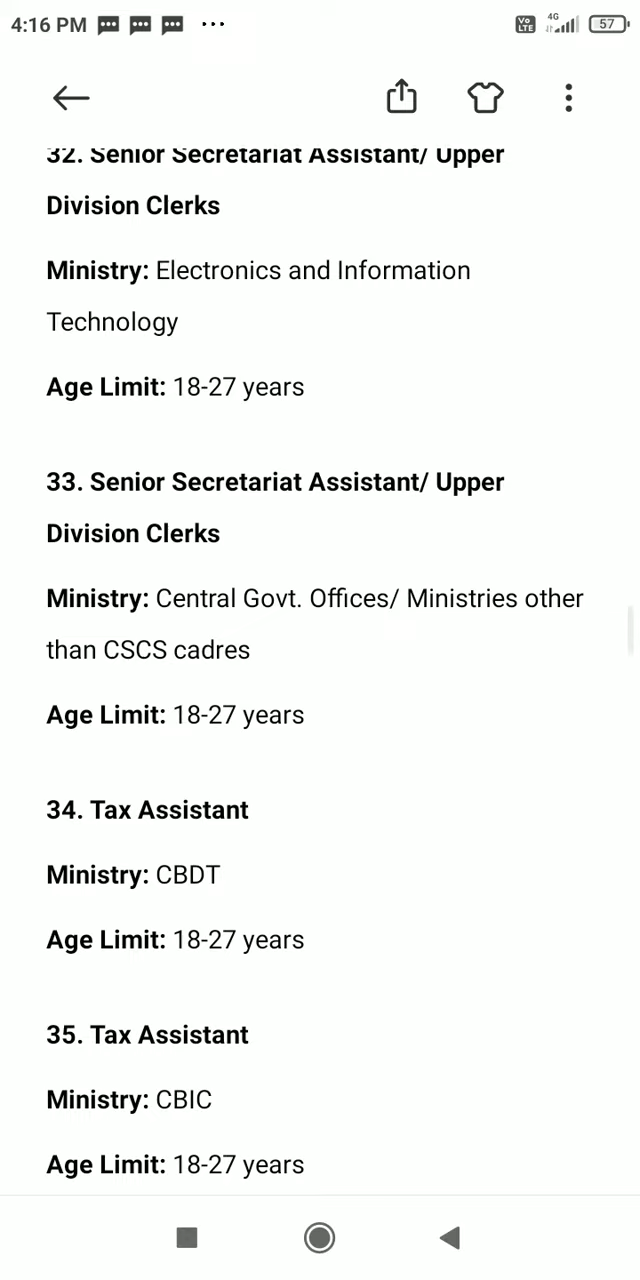 4:16 PM
Vo
LTE
4G
57
32. Senior Secretariat Assistant/ Upper
Division Clerks
Ministry: Electronics and Information
Technology
Age Limit: 18-27 years
33. Senior Secretariat Assistant/ Upper
Division Clerks
Ministry: Central Govt. Offices/ Ministries other
than CSCS cadres
Age Limit: 18-27 years
34. Tax Assistant
Ministry: CBDT
Age Limit: 18-27 years
35. Tax Assistant
Ministry: CBIC
Age Limit: 18-27 years